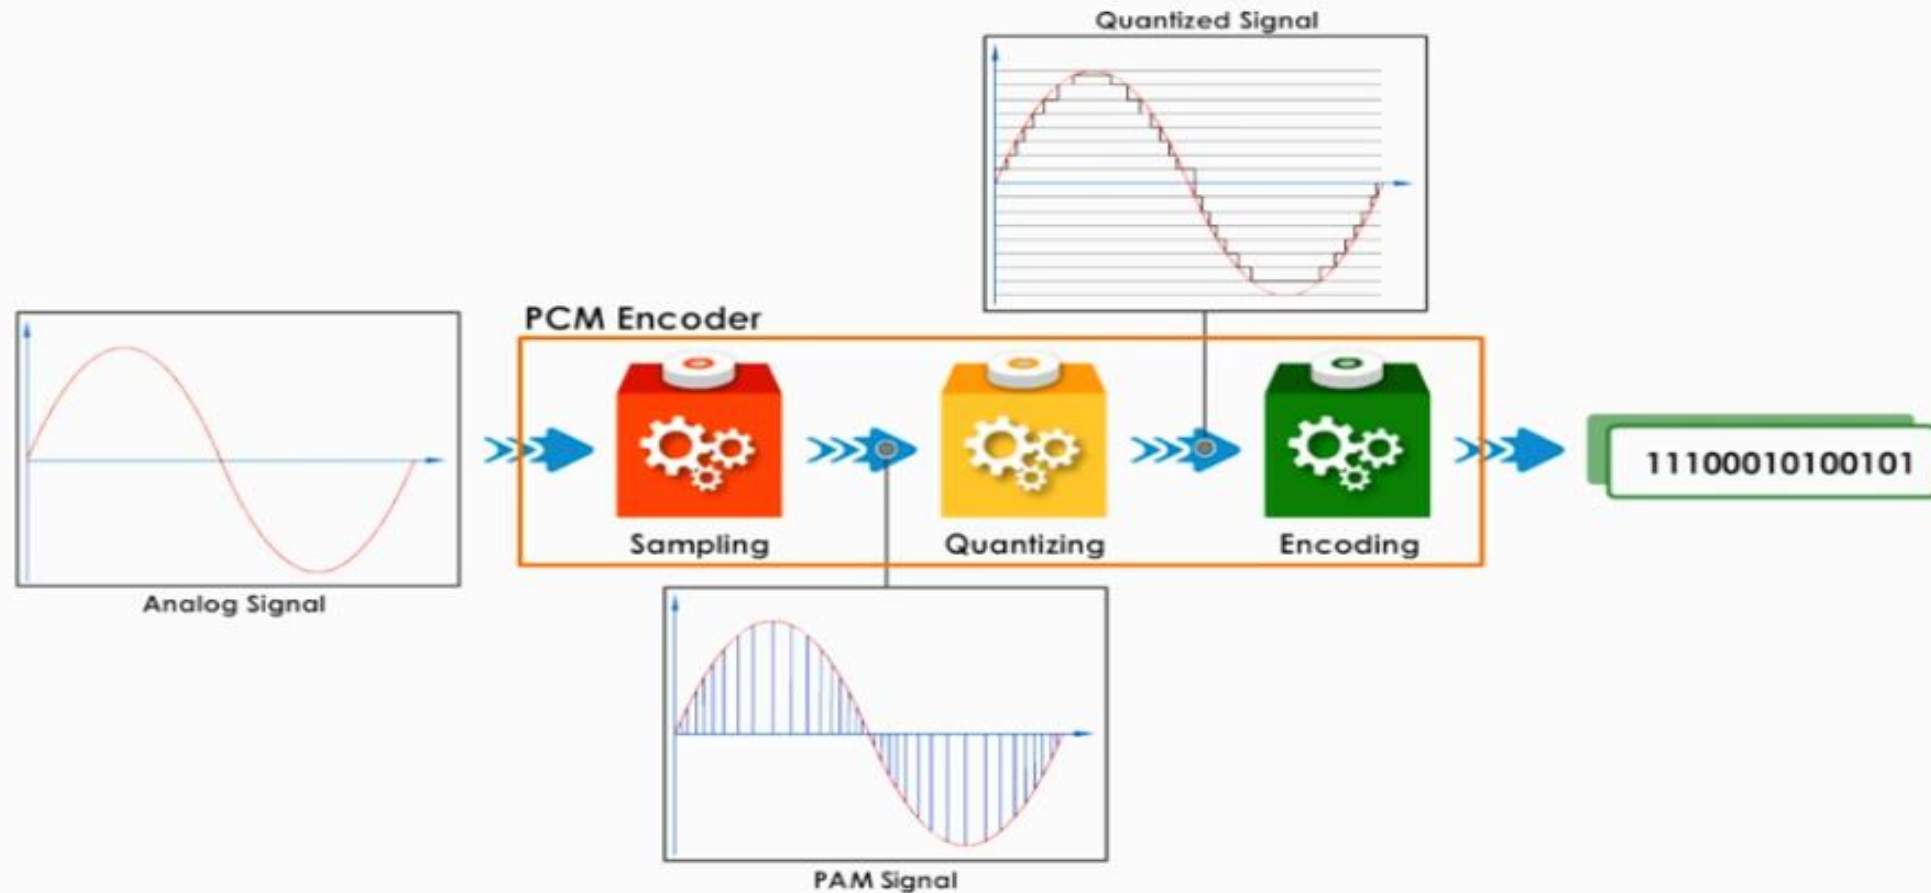 Quantized Signal
PCM Encoder
Analog Signal
Sampling
Quantizing
Encoding
11100010100101
PAM Signal